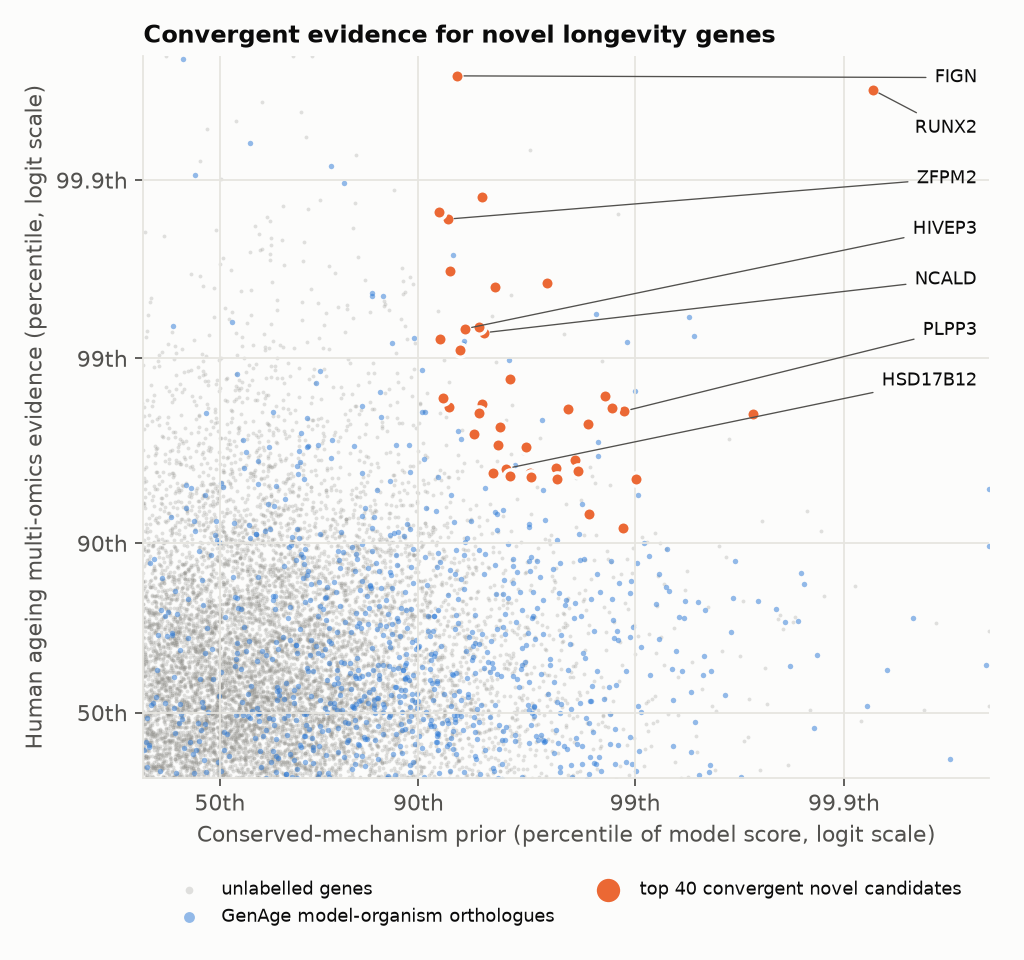 Convergent evidence for novel longevity genes
FIGN
RUNX2
ZFPM2
HIVEP3
NCALD
PLPP3
HSD17B12
Human ageing multi-omics evidence (percentile, logit scale)
99.9th
99th
90th
50th
50th
90th
99th
99.9th
Conserved-mechanism prior (percentile of model score, logit scale)
unlabelled genes
GenAge model-organism orthologues
top 40 convergent novel candidates